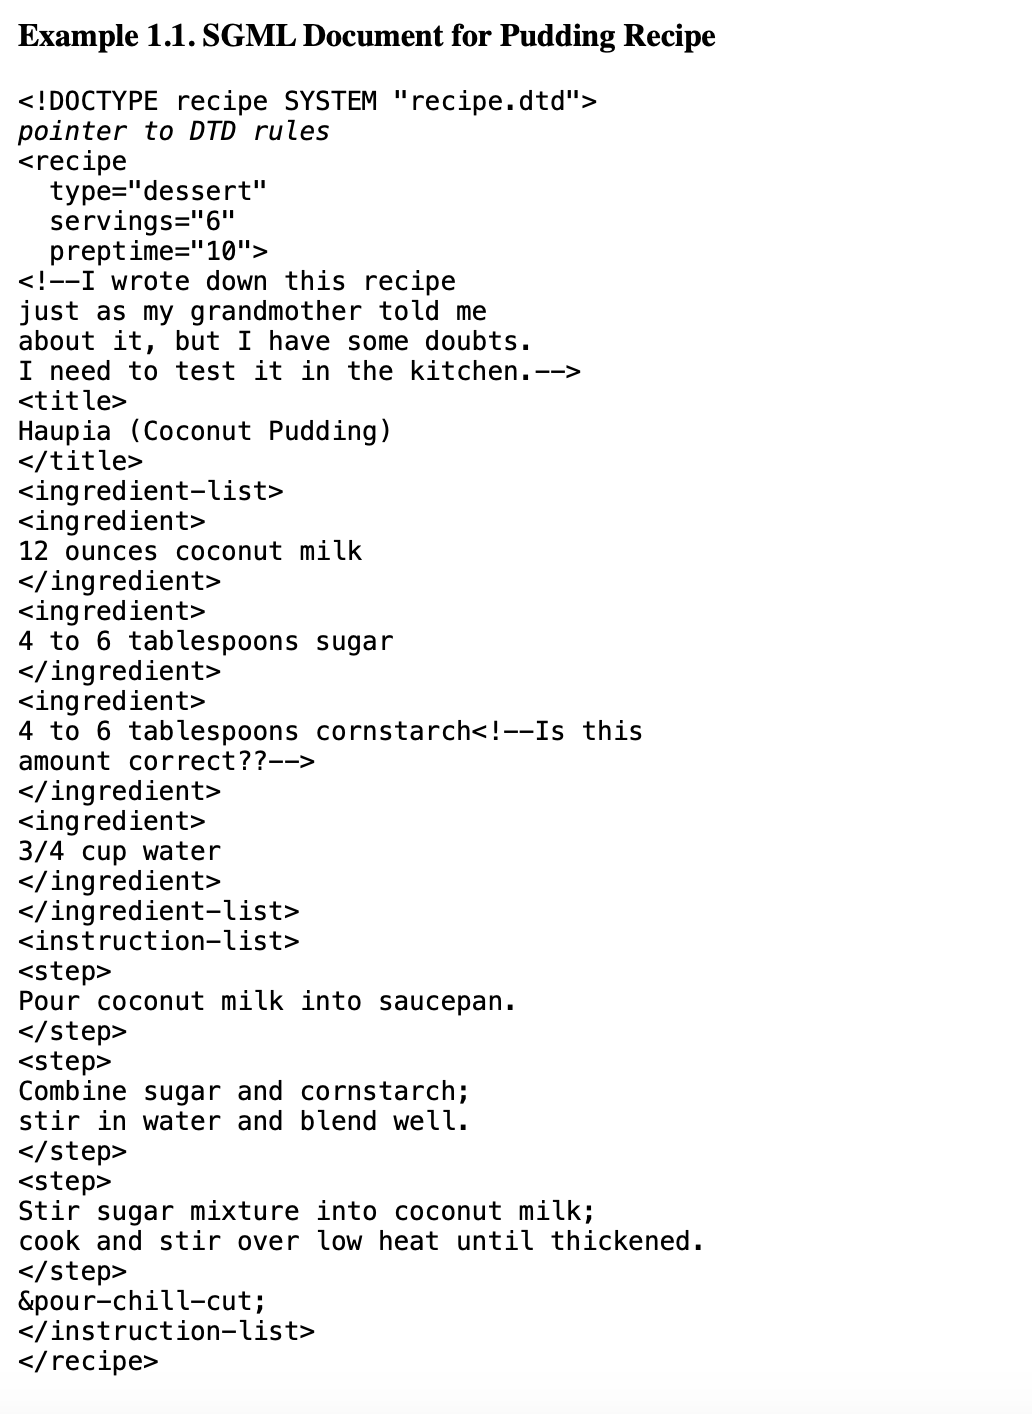 Example 1.1. SGML Document for Pudding Recipe
<!DOCTYPE recipe SYSTEM "recipe.dtd">
pointer to DTD rules
<recipe
  type="dessert"
  servings="6"
  preptime="10">
<!--I wrote down this recipe
just as my grandmother told me
about it, but I have some doubts.
I need to test it in the kitchen.-->
<title>
Haupia (Coconut Pudding)
</title>
<ingredient-list>
<ingredient>
12 ounces coconut milk
</ingredient>
<ingredient>
4 to 6 tablespoons sugar
</ingredient>
<ingredient>
4 to 6 tablespoons cornstarch<!--Is this
amount correct??-->
</ingredient>
<ingredient>
3/4 cup water
</ingredient>
</ingredient-list>
<instruction-list>
<step>
Pour coconut milk into saucepan.
</step>
<step>
Combine sugar and cornstarch;
stir in water and blend well.
</step>
<step>
Stir sugar mixture into coconut milk;
cook and stir over low heat until thickened.
</step>
&pour-chill-cut;
</instruction-list>
</recipe>